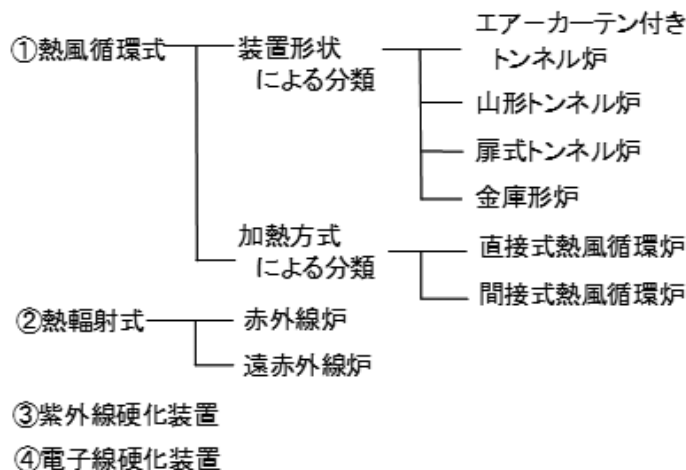 ①熱風循環式
装置形状
による分類
エアーカーテン付き
トンネル炉
山形トンネル炉
扉式トンネル炉
金庫形炉
加熱方式
による分類
直接式熱風循環炉
間接式熱風循環炉
②熱輻射式
赤外線炉
遠赤外線炉
③紫外線硬化装置
④電子線硬化装置